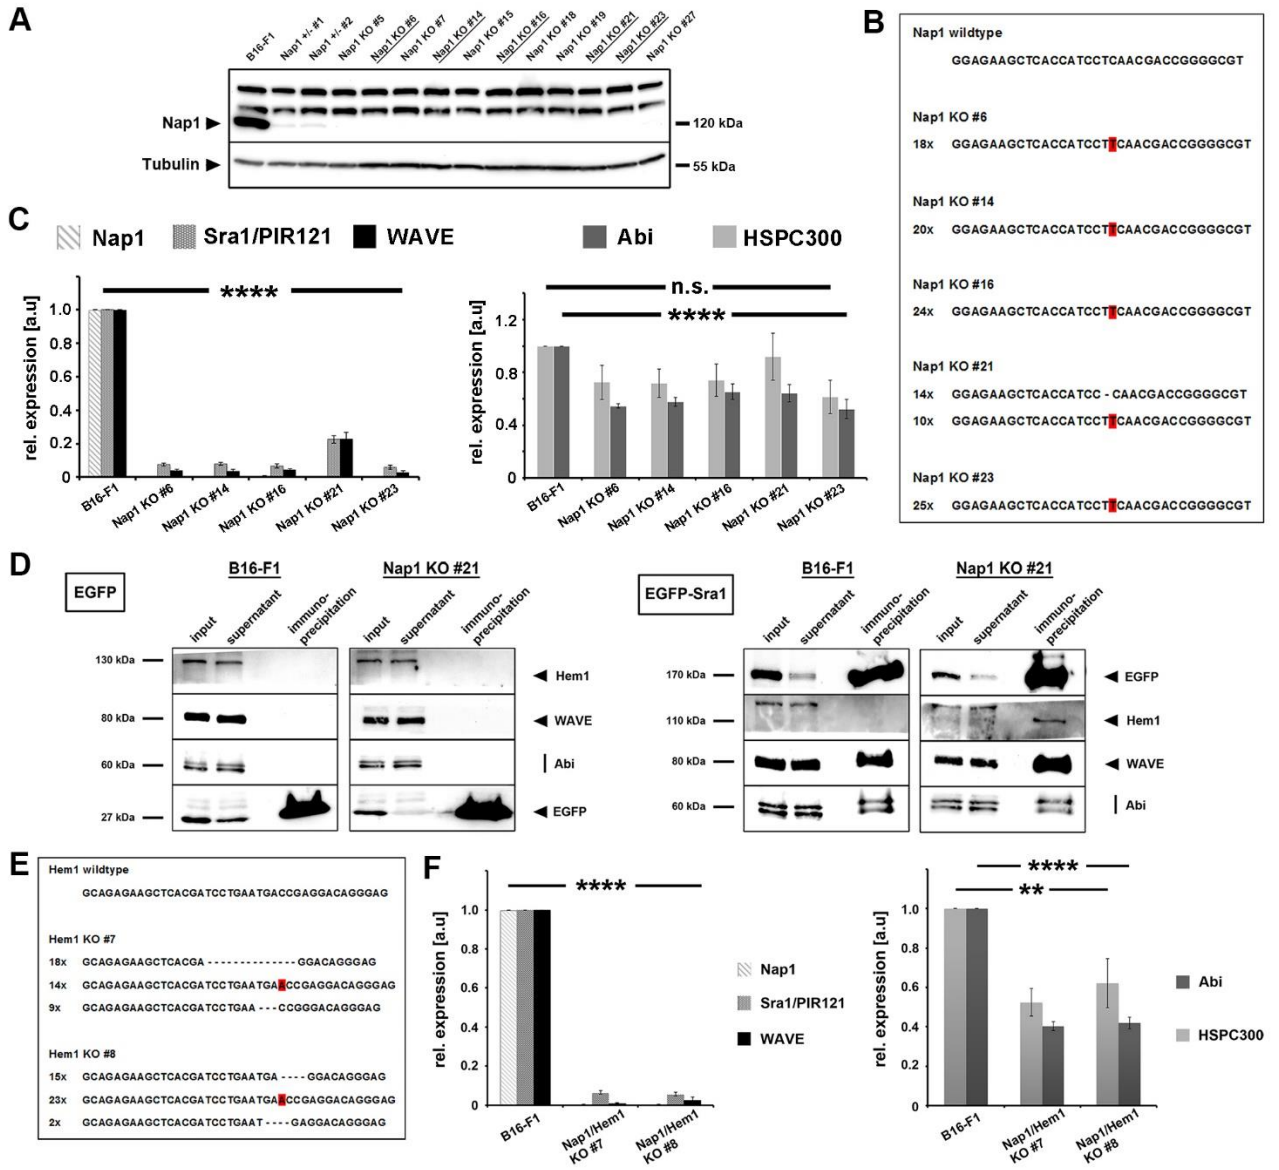 A
B16-F1
Nap1 +/- #1
Nap1 +/- #2
Nap1 KO #5
Nap1 KO #6
Nap1 KO #7
Nap1 KO #14
Nap1 KO #15
Nap1 KO #16
Nap1 KO #18
Nap1 KO #19
Nap1 KO #21
Nap1 KO #23
Nap1 KO #27
Nap1
120 kDa
Tubulin
55 kDa
B
Nap1 wildtype
GGAGAAGCTCACCATCCTCAACGACCGGGGCGT
Nap1 KO #6
18x GGAGAAGCTCACCATCCTTCAACGACCGGGGCGT
Nap1 KO #14
20x GGAGAAGCTCACCATCCTTCAACGACCGGGGCGT
Nap1 KO #16
24x GGAGAAGCTCACCATCCTTCAACGACCGGGGCGT
Nap1 KO #21
14x GGAGAAGCTCACCATCC - CAACGACCGGGGCGT
10x GGAGAAGCTCACCATCCTTCAACGACCGGGGCGT
Nap1 KO #23
25x GGAGAAGCTCACCATCCTTCAACGACCGGGGCGT
C
Nap1 Sra1/PIR121 WAVE
Abi HSPC300
rel. expression [a.u]
1.0
0.8
0.6
0.4
0.2
0
****
B16-F1
Nap1 KO #6
Nap1 KO #14
Nap1 KO #16
Nap1 KO #21
Nap1 KO #23
rel. expression [a.u]
1.2
0.8
0.4
0
n.s.
****
B16-F1
Nap1 KO #6
Nap1 KO #14
Nap1 KO #16
Nap1 KO #21
Nap1 KO #23
D
EGFP
B16-F1
Nap1 KO #21
input
supernatant
immuno-
precipitation
input
supernatant
immuno-
precipitation
130 kDa
Hem1
80 kDa
WAVE
60 kDa
Abi
27 kDa
EGFP
EGFP-Sra1
B16-F1
Nap1 KO #21
input
supernatant
immuno-
precipitation
input
supernatant
immuno-
precipitation
170 kDa
EGFP
110 kDa
Hem1
80 kDa
WAVE
60 kDa
Abi
E
Hem1 wildtype
GCAGAGAAGCTCACGATCCTGAATGACCGAGGACAGGGAG
Hem1 KO #7
18x GCAGAGAAGCTCACGA --------------- GGACAGGGAG
14x GCAGAGAAGCTCACGATCCTGAATGAACCGAGGACAGGGAG
9x GCAGAGAAGCTCACGATCCTGAA --- CCGGGACAGGGAG
Hem1 KO #8
15x GCAGAGAAGCTCACGATCCTGAATGA ---- GGACAGGGAG
23x GCAGAGAAGCTCACGATCCTGAATGAACCGAGGACAGGGAG
2x GCAGAGAAGCTCACGATCCTGAAT ---- GAGGACAGGGAG
F
rel. expression [a.u]
1.0
0.8
0.6
0.4
0.2
0
****
B16-F1
Nap1/Hem1
KO #7
Nap1/Hem1
KO #8
Nap1
Sra1/PIR121
WAVE
rel. expression [a.u]
1.0
0.8
0.6
0.4
0.2
0
****
**
B16-F1
Nap1/Hem1
KO #7
Nap1/Hem1
KO #8
Abi
HSPC300